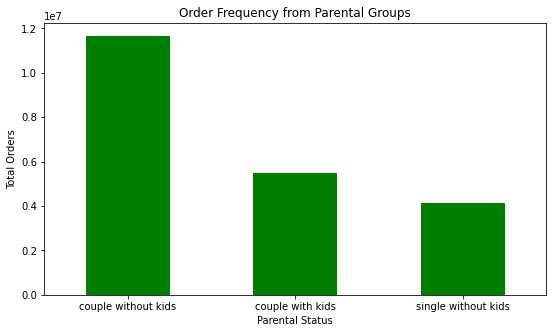 Order Frequency from Parental Groups
1e7
1.2
1.0
0.8
0.6
0.4
0.2
0.0
Total Orders
couple without kids
couple with kids
single without kids
Parental Status